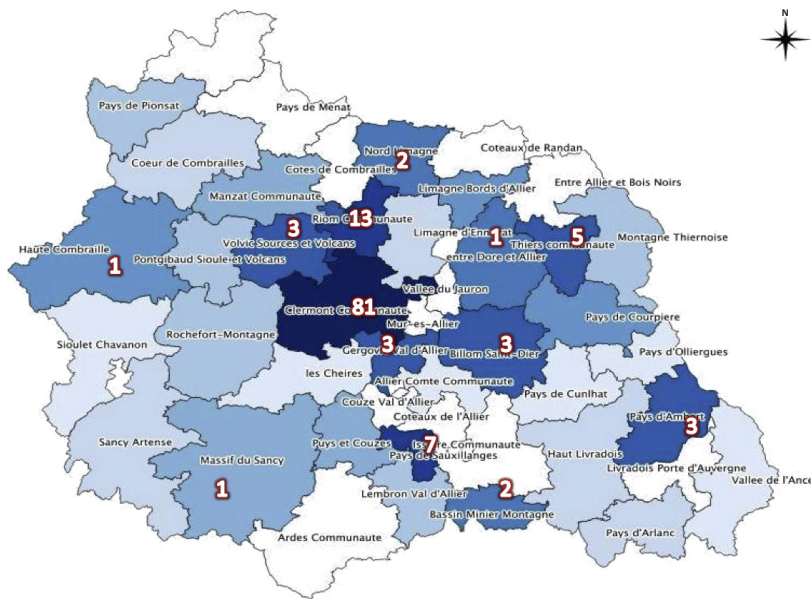 N
Pays de Pionsat
Pays de Menat
Coeur de Combrailles
Cotes de Combrailles
Nord Limagne
2
Coteaux de Randan
Manzat Communauté
Limagne Bords d'Allier
Entre Allier et Bois Noirs
Haute Combraille
1
Pontgibaud Sioule et Volcans
3
Volvic Sources et Volcans
Riom Communauté
13
Limagne d'Ennezat
1
entre Dore et Allier
5
Thiers communaute
Montagne Thiernoise
Clermont Communaute
81
Vallee du Jauron
Mur-es-Allier
Sioulet Chavanon
Rochefort-Montagne
3
Gergovie Val d'Allier
3
Billom Saint-Dier
Pays de Courpiere
Pays d'Olliergues
les Cheires
Allier Comte Communauté
Pays de Cunlhat
Couze Val d'Allier
Coteaux de l'Allier
Pays d'Ambert
3
Sancy Artense
Massif du Sancy
1
Puys et Couzes
7
Issoire Communaute
Pays de Sauxillanges
Haut Livradois
Livradois Porte d'Auvergne
Vallee de l'Ance
Lembron Val d'Allier
2
Bassin Minier Montagne
Ardes Communaute
Pays d'Arlanc